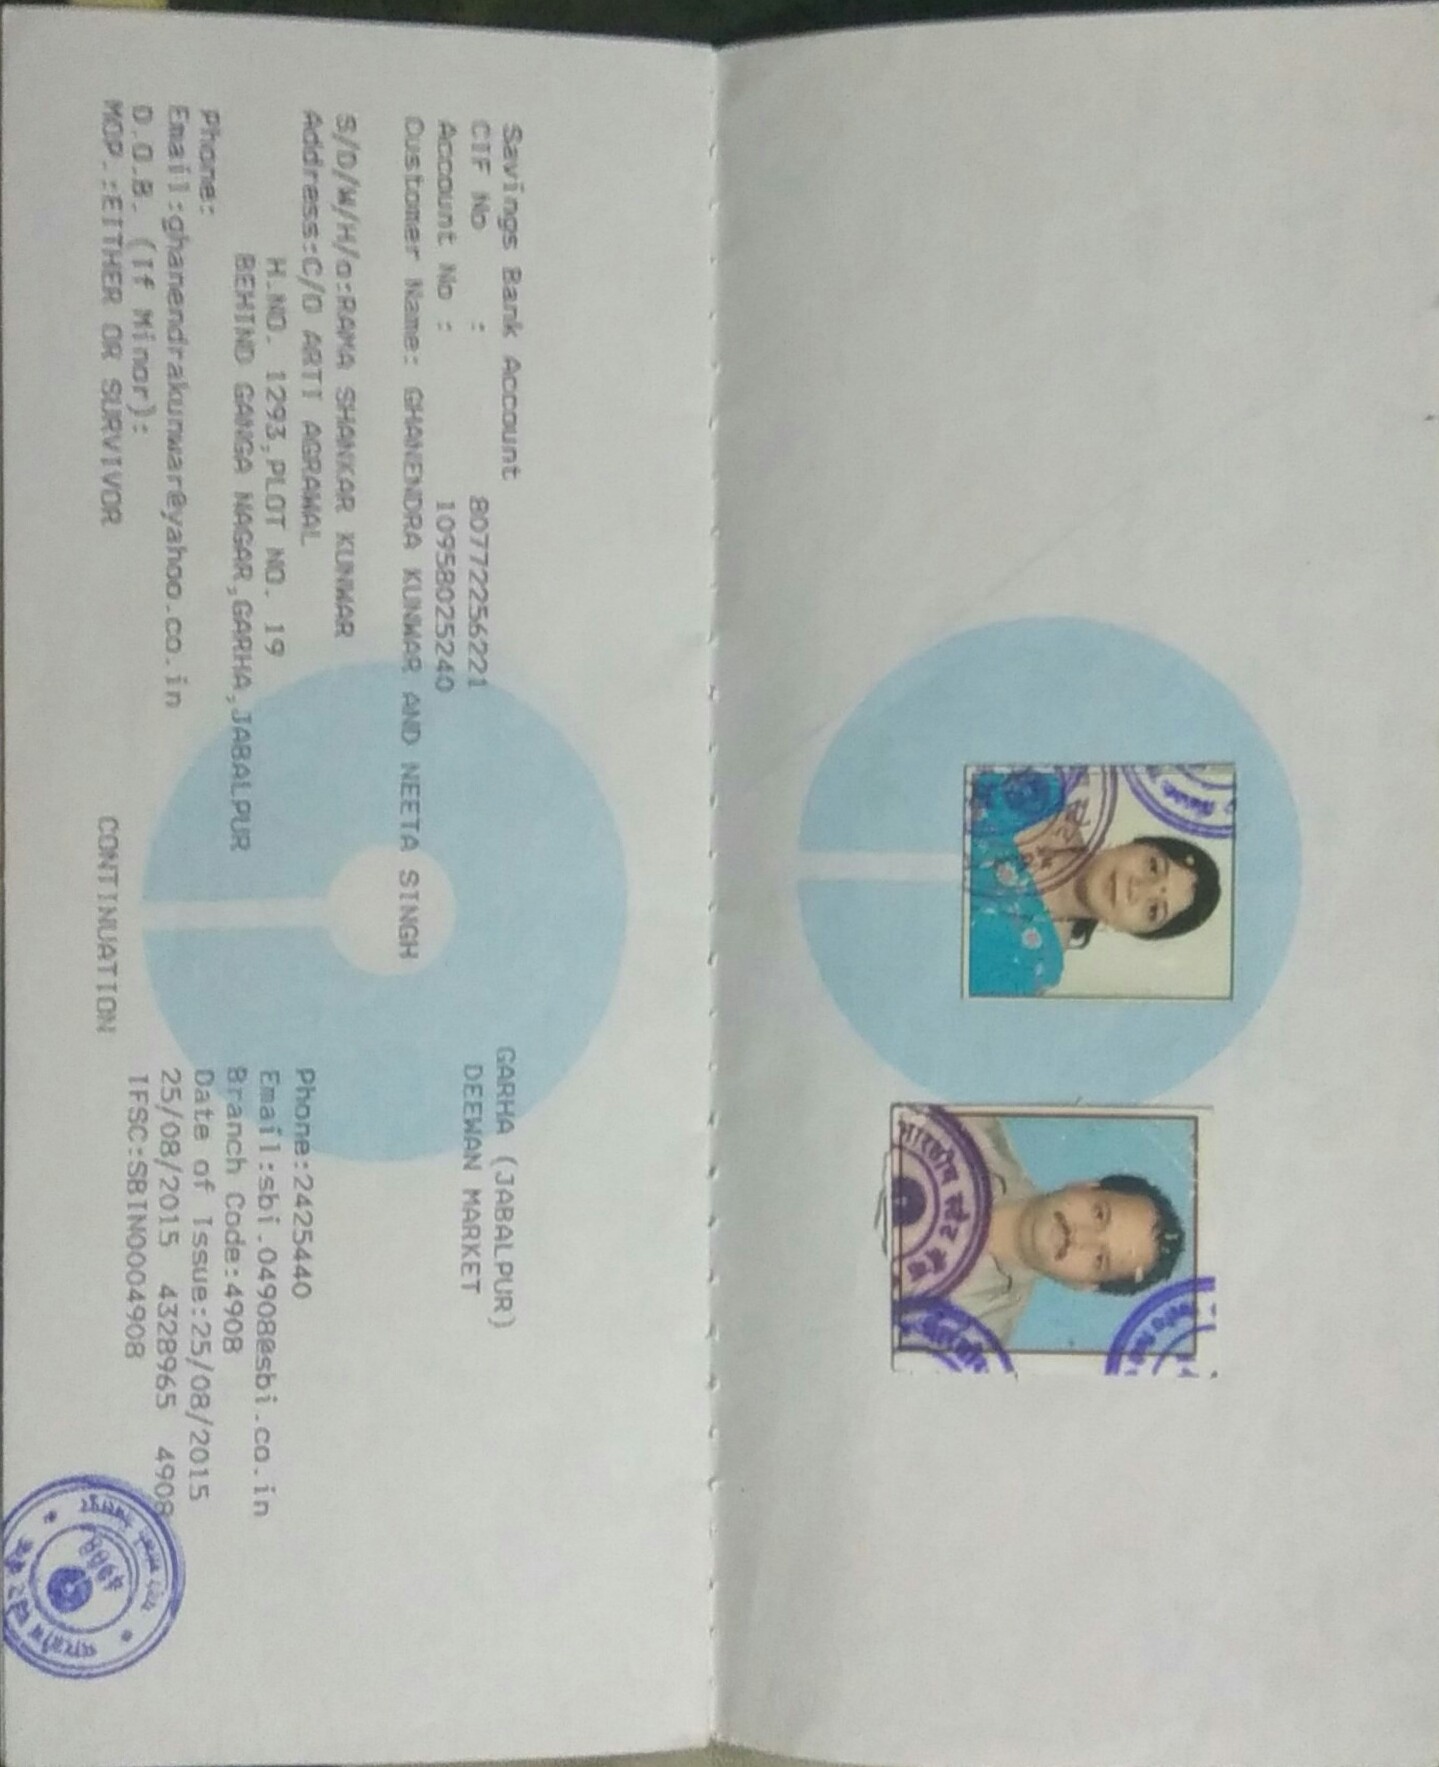 Savings Bank Account
GARHA (JABALPUR)
CIF No : 80772256221
DEEWAN MARKET
Account No : 10958025240
Customer Name: GHANENDRA KUNWAR AND NEETA SINGH
S/D/W/H/o:RAMA SHANKAR KUNWAR
Address:C/O ARTI AGRAWAL
Phone:2425440
H.NO. 1293,PLOT NO. 19
Email:sbi.04908@sbi.co.in
BEHIND GANGA NAGAR,GARHA,JABALPUR
Branch Code:4908
Phone:
Date of Issue:25/08/2015
Email:ghanendrakunwar@yahoo.co.in
25/08/2015 4328965 4908
D.O.B. (If Minor):
IFSC:SBIN0004908
MOP.:EITHER OR SURVIVOR
CONTINUATION
भारतीय स्टेट बैंक